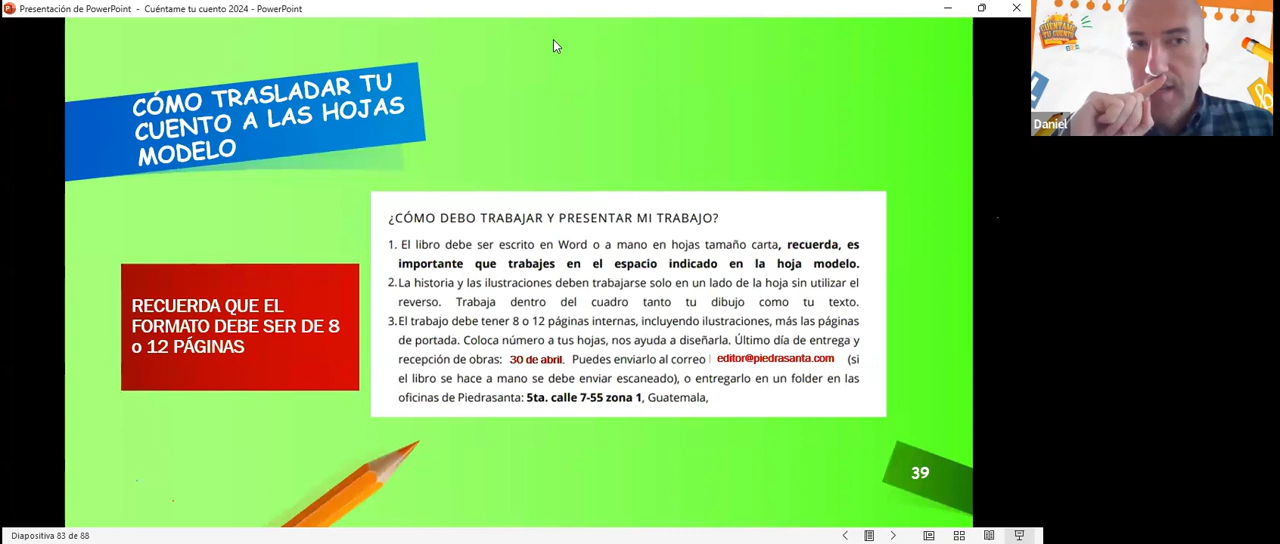 Presentación de PowerPoint - Cuéntame tu cuento 2024 - PowerPoint
CUÉNTAME
TU CUENTO
Daniel
CÓMO TRASLADAR TU
CUENTO A LAS HOJAS
MODELO
¿CÓMO DEBO TRABAJAR Y PRESENTAR MI TRABAJO?
1. El libro debe ser escrito en Word o a mano en hojas tamaño carta, recuerda, es
importante que trabajes en el espacio indicado en la hoja modelo.
2.La historia y las ilustraciones deben trabajarse solo en un lado de la hoja sin utilizar el
reverso. Trabaja dentro del cuadro tanto tu dibujo como tu texto.
3.El trabajo debe tener 8 o 12 páginas internas, incluyendo ilustraciones, más las páginas
de portada. Coloca número a tus hojas, nos ayuda a diseñarla. Último día de entrega y
recepción de obras: 30 de abril. Puedes enviarlo al correo editor@piedrasanta.com (si
el libro se hace a mano se debe enviar escaneado), o entregarlo en un folder en las
oficinas de Piedrasanta: 5ta. calle 7-55 zona 1, Guatemala,
RECUERDA QUE EL
FORMATO DEBE SER DE 8
o 12 PÁGINAS
39
Diapositiva 83 de 88